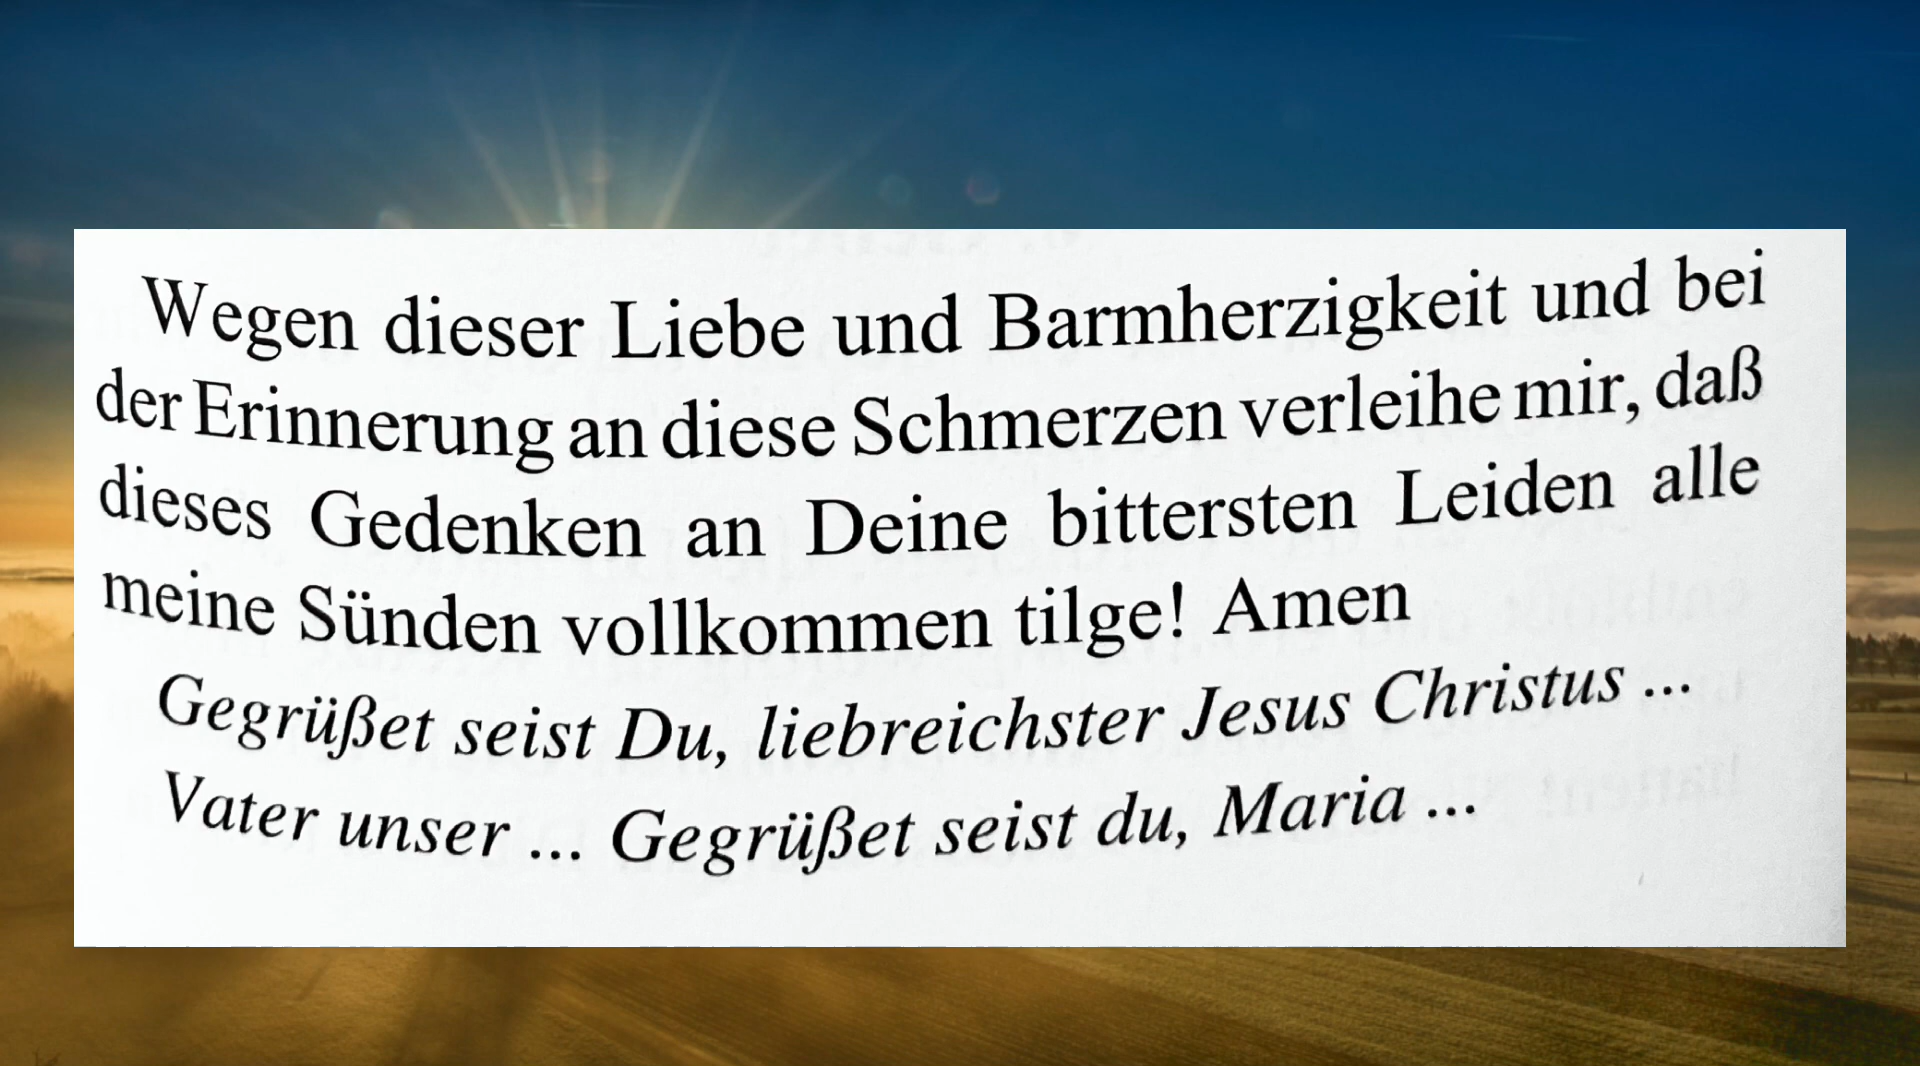 Wegen dieser Liebe und Barmherzigkeit und bei
der Erinnerung an diese Schmerzen verleihe mir, daß
dieses Gedenken an Deine bittersten Leiden alle
meine Sünden vollkommen tilge! Amen
Gegrüßet seist Du, liebreichster Jesus Christus ...
Vater unser ... Gegrüßet seist du, Maria ...